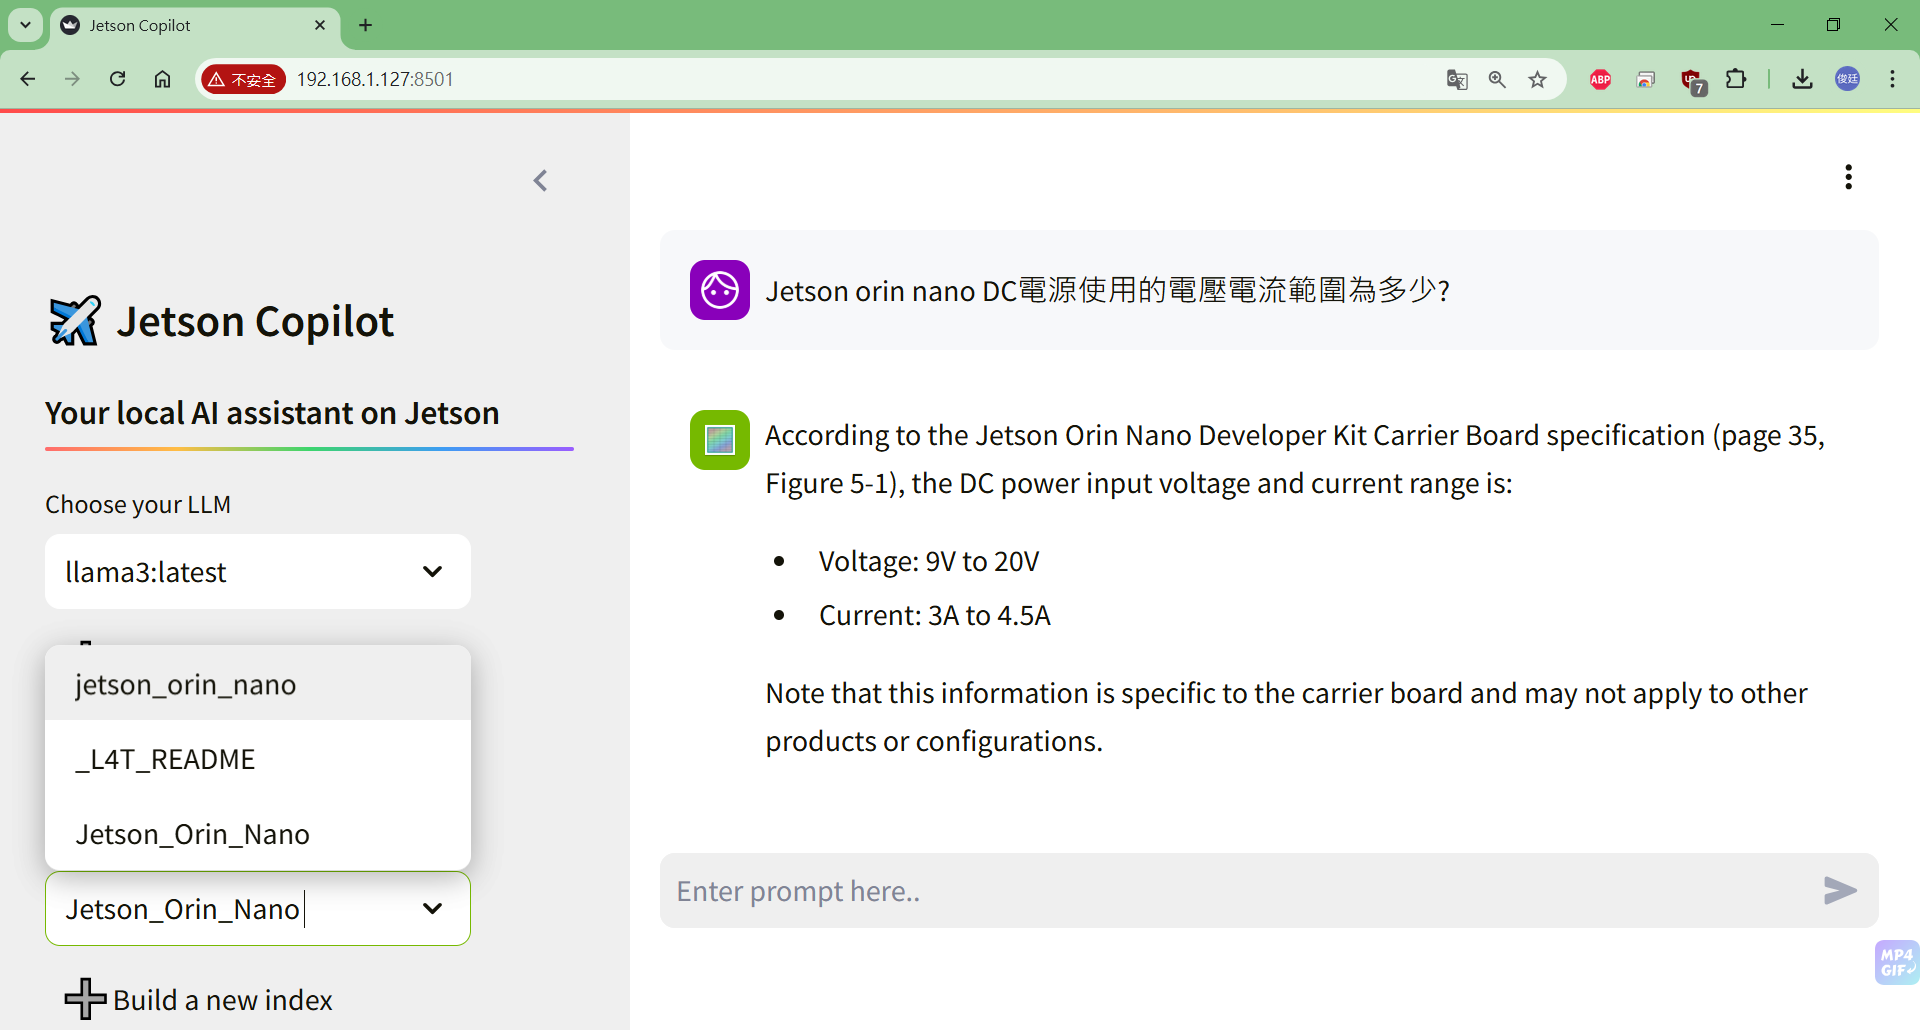 Jetson Copilot
不安全
192.168.1.127:8501
ABP
7
俊廷
Jetson Copilot
Your local AI assistant on Jetson
Choose your LLM
llama3:latest
jetson_orin_nano
_L4T_README
Jetson_Orin_Nano
Jetson_Orin_Nano
Build a new index
Jetson orin nano DC電源使用的電壓電流範圍為多少?
According to the Jetson Orin Nano Developer Kit Carrier Board specification (page 35,
Figure 5-1), the DC power input voltage and current range is:
• Voltage: 9V to 20V
• Current: 3A to 4.5A
Note that this information is specific to the carrier board and may not apply to other
products or configurations.
Enter prompt here..
MP4
GIF